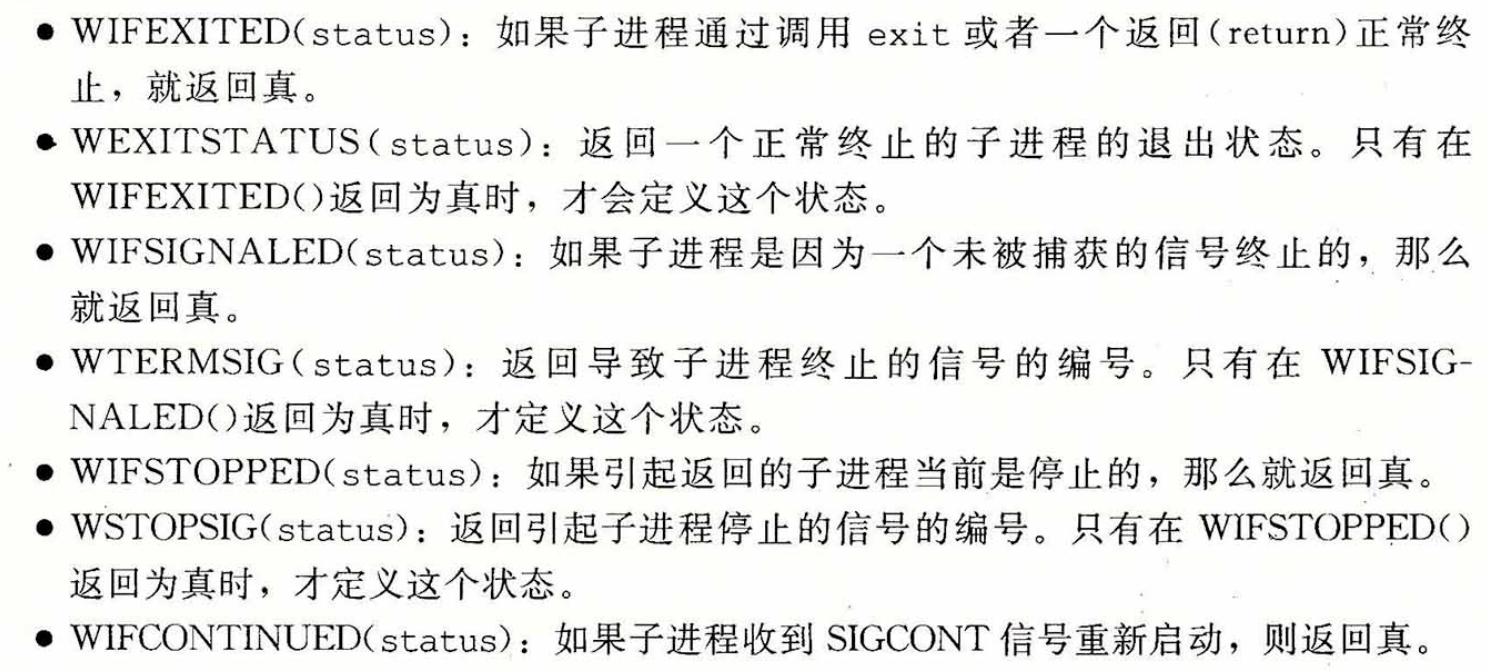 ● WIFEXITED(status)：如果子进程通过调用 exit 或者一个返回(return)正常终
止，就返回真。
● WEXITSTATUS(status)：返回一个正常终止的子进程的退出状态。只有在
WIFEXITED()返回为真时，才会定义这个状态。
● WIFSIGNALED(status)：如果子进程是因为一个未被捕获的信号终止的，那么
就返回真。
● WTERMSIG(status)：返回导致子进程终止的信号的编号。只有在 WIFSIG-
NALED()返回为真时，才定义这个状态。
● WIFSTOPPED(status)：如果引起返回的子进程当前是停止的，那么就返回真。
● WSTOPSIG(status)：返回引起子进程停止的信号的编号。只有在 WIFSTOPPED()
返回为真时，才定义这个状态。
● WIFCONTINUED(status)：如果子进程收到 SIGCONT 信号重新启动，则返回真。